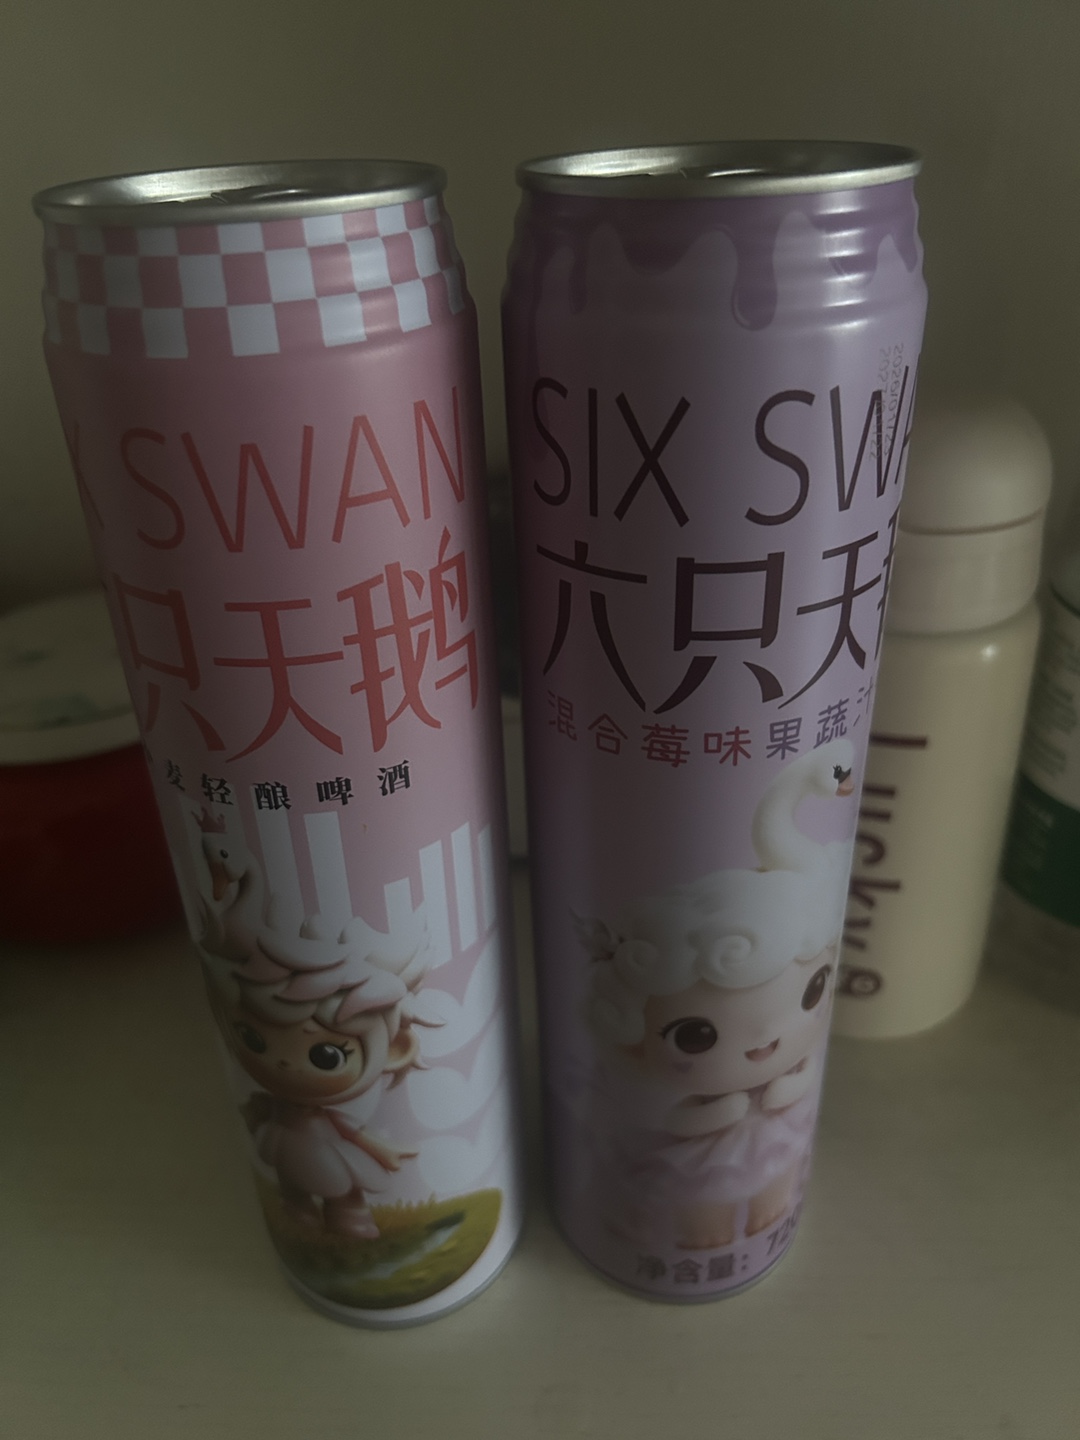 SWAN
只天鹅
麦轻酿啤酒
SIX SWA
六只天
混合莓味果蔬汁
净含量: 720
Lucky